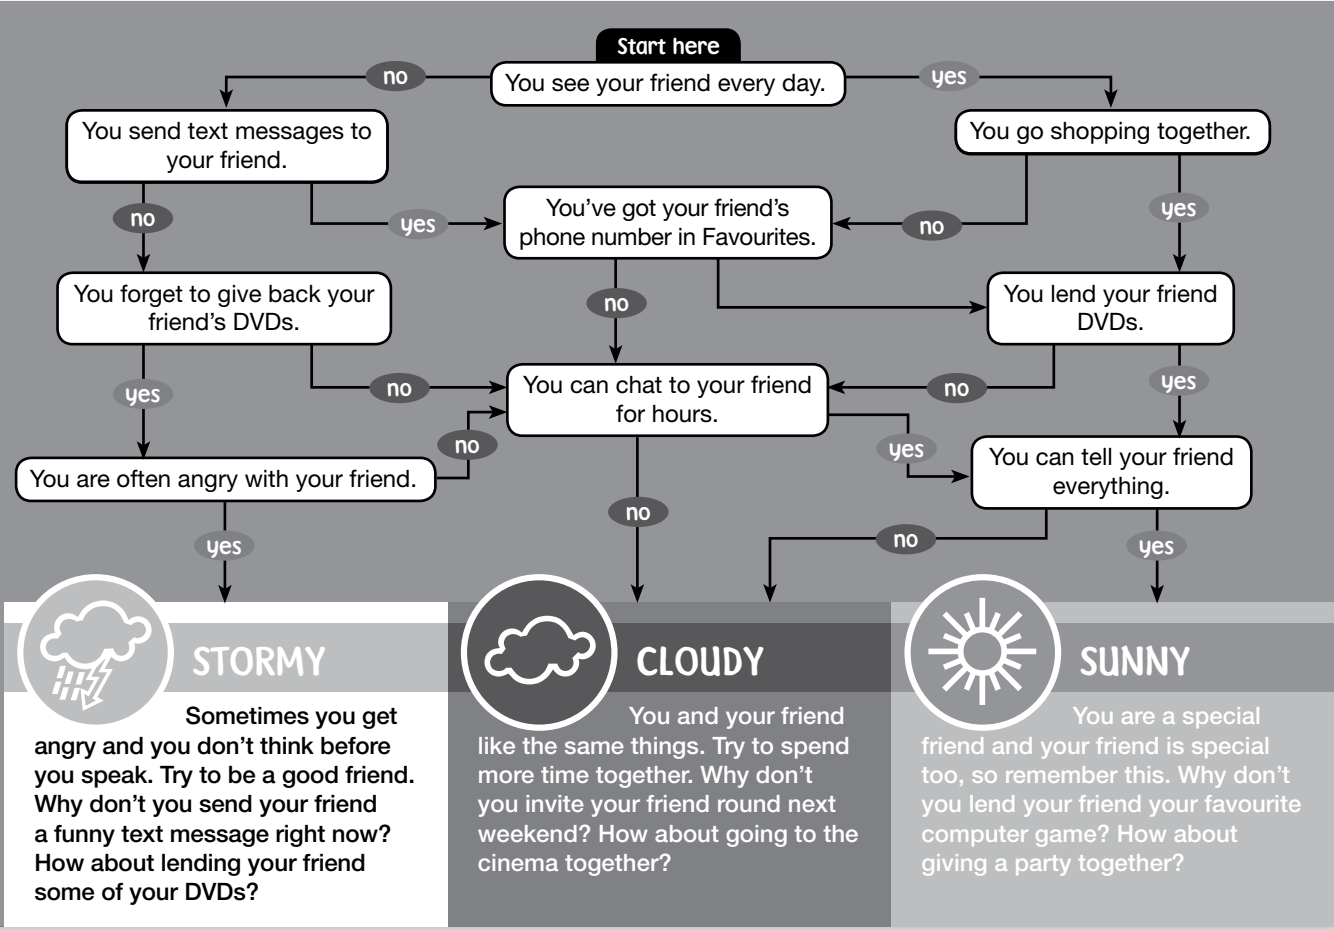 Start here
no
You see your friend every day.
yes
You send text messages to
your friend.
You go shopping together.
no
yes
You've got your friend's
phone number in Favourites.
no
yes
You forget to give back your
friend's DVDs.
no
You lend your friend
DVDs.
yes
no
You can chat to your friend
for hours.
no
yes
no
yes
You can tell your friend
everything.
You are often angry with your friend.
yes
no
no
yes
STORMY
Sometimes you get
angry and you don't think before
you speak. Try to be a good friend.
Why don't you send your friend
a funny text message right now?
How about lending your friend
some of your DVDs?
CLOUDY
You and your friend
like the same things. Try to spend
more time together. Why don't
you invite your friend round next
weekend? How about going to the
cinema together?
SUNNY
You are a special
friend and your friend is special
too, so remember this. Why don't
you lend your friend your favourite
computer game? How about
giving a party together?